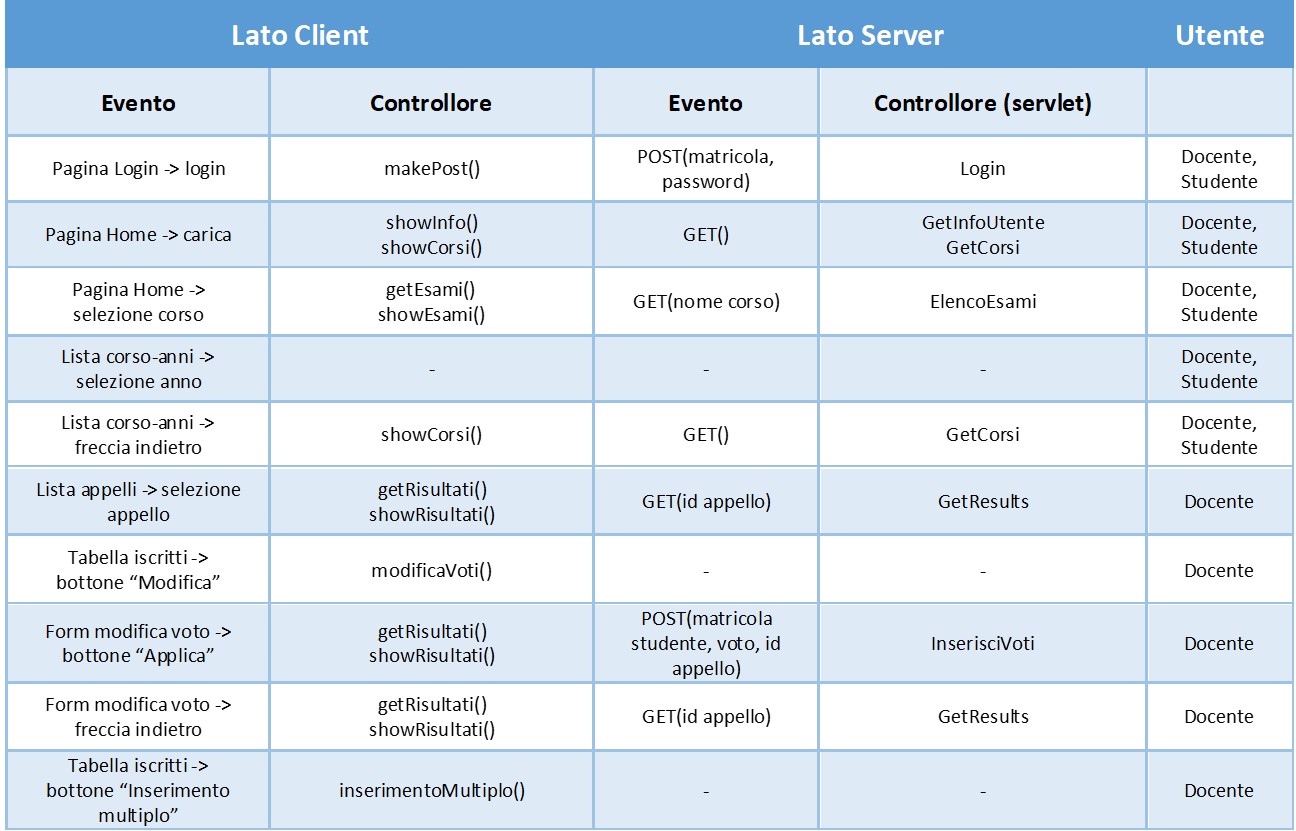 Lato Client
Lato Server
Utente
Evento
Controllore
Evento
Controllore (servlet)
Pagina Login -> login
makePost()
POST(matricola,
password)
Login
Docente,
Studente
Pagina Home -> carica
showInfo()
showCorsi()
GET()
GetInfoUtente
GetCorsi
Docente,
Studente
Pagina Home ->
selezione corso
getEsami()
showEsami()
GET(nome corso)
ElencoEsami
Docente,
Studente
Lista corso-anni ->
selezione anno
-
-
-
Docente,
Studente
Lista corso-anni ->
freccia indietro
showCorsi()
GET()
GetCorsi
Docente,
Studente
Lista appelli -> selezione
appello
getRisultati()
showRisultati()
GET(id appello)
GetResults
Docente
Tabella iscritti ->
bottone “Modifica”
modificaVoti()
-
-
Docente
Form modifica voto ->
bottone “Applica”
getRisultati()
showRisultati()
POST(matricola
studente, voto, id
appello)
InserisciVoti
Docente
Form modifica voto ->
freccia indietro
getRisultati()
showRisultati()
GET(id appello)
GetResults
Docente
Tabella iscritti ->
bottone “Inserimento
multiplo”
inserimentoMultiplo()
-
-
Docente